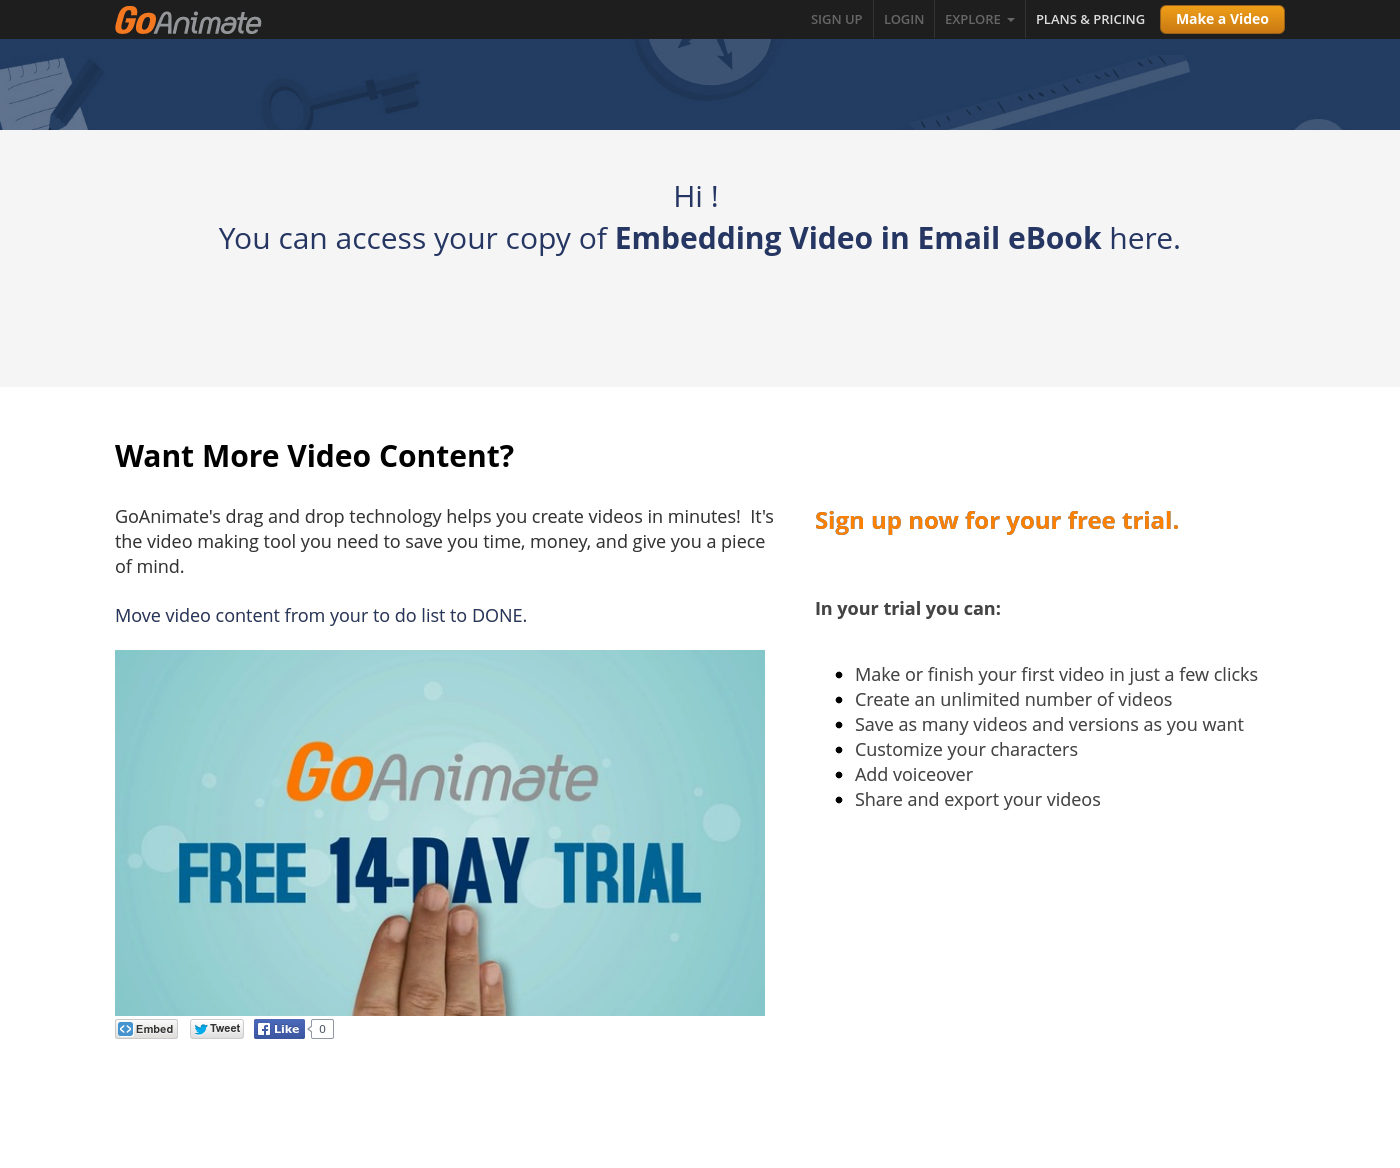 GoAnimate
SIGN UP
LOGIN
EXPLORE
PLANS & PRICING
Make a Video
Hi !
You can access your copy of Embedding Video in Email eBook here.
Want More Video Content?
GoAnimate's drag and drop technology helps you create videos in minutes!  It's
the video making tool you need to save you time, money, and give you a piece
of mind.
Move video content from your to do list to DONE.
GoAnimate
FREE 14-DAY TRIAL
Embed
Tweet
Like
0
Sign up now for your free trial.
In your trial you can:
Make or finish your first video in just a few clicks
Create an unlimited number of videos
Save as many videos and versions as you want
Customize your characters
Add voiceover
Share and export your videos